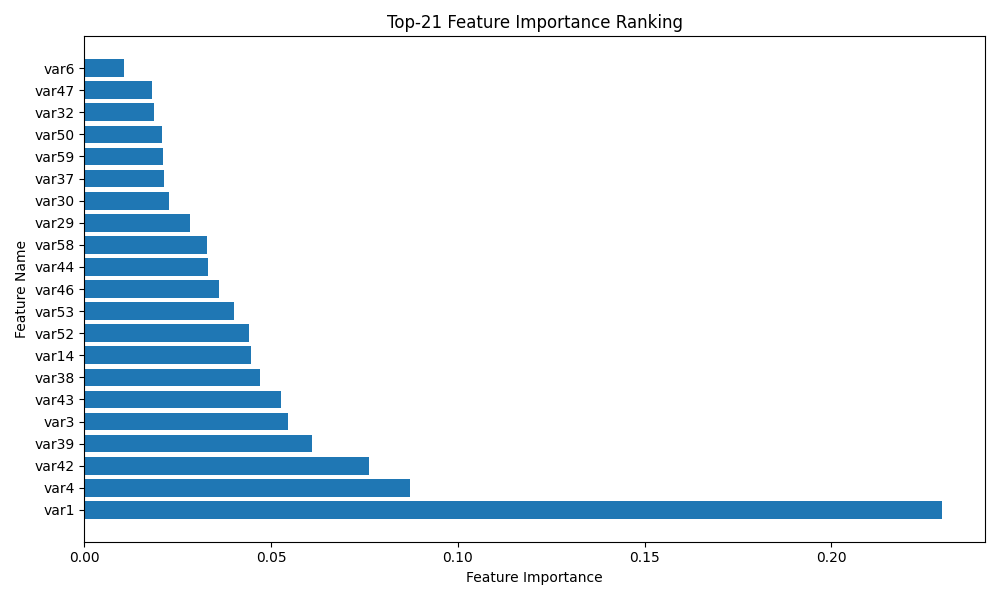 Top-21 Feature Importance Ranking
var6
var47
var32
var50
var59
var37
var30
var29
var58
var44
var46
var53
var52
var14
var38
var43
var3
var39
var42
var4
var1
Feature Name
0.00 0.05 0.10 0.15 0.20
Feature Importance